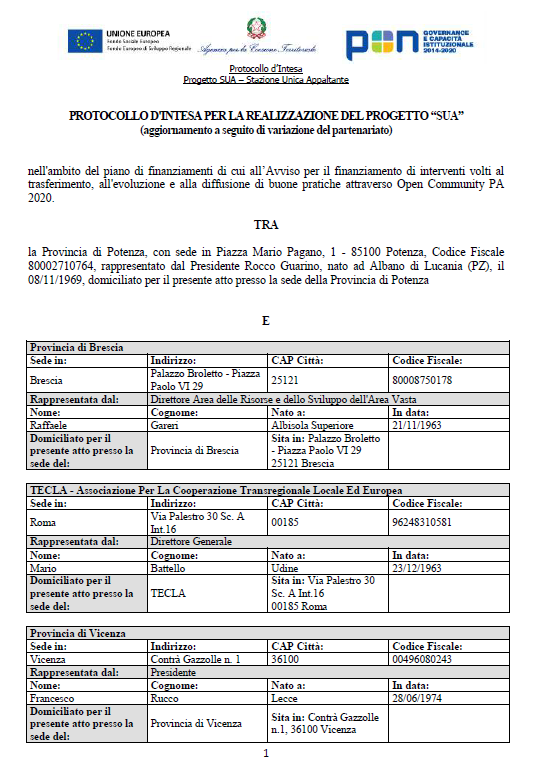 UNIONE EUROPEA
Fondo Sociale Europeo
Fondo Europeo di Sviluppo Regionale
Agenzia per la Coesione Territoriale
pon GOVERNANCE
E CAPACITÀ
ISTITUZIONALE
2014-2020
Protocollo d'Intesa
Progetto SUA – Stazione Unica Appaltante
PROTOCOLLO D'INTESA PER LA REALIZZAZIONE DEL PROGETTO “SUA”
(aggiornamento a seguito di variazione del partenariato)
nell'ambito del piano di finanziamenti di cui all’Avviso per il finanziamento di interventi volti al
trasferimento, all'evoluzione e alla diffusione di buone pratiche attraverso Open Community PA
2020.
TRA
la Provincia di Potenza, con sede in Piazza Mario Pagano, 1 - 85100 Potenza, Codice Fiscale
80002710764, rappresentato dal Presidente Rocco Guarino, nato ad Albano di Lucania (PZ), il
08/11/1969, domiciliato per il presente atto presso la sede della Provincia di Potenza
E
Provincia di Brescia
Sede in: Indirizzo: CAP Città: Codice Fiscale:
Brescia Palazzo Broletto - Piazza Paolo VI 29 25121 80008750178
Rappresentata dal: Direttore Area delle Risorse e dello Sviluppo dell'Area Vasta
Nome: Cognome: Nato a: In data:
Raffaele Gareri Albisola Superiore 21/11/1963
Domiciliato per il presente atto presso la sede del: Provincia di Brescia Sita in: Palazzo Broletto - Piazza Paolo VI 29 25121 Brescia
TECLA - Associazione Per La Cooperazione Transregionale Locale Ed Europea
Sede in: Indirizzo: CAP Città: Codice Fiscale:
Roma Via Palestro 30 Sc. A Int.16 00185 96248310581
Rappresentata dal: Direttore Generale
Nome: Cognome: Nato a: In data:
Mario Battello Udine 23/12/1963
Domiciliato per il presente atto presso la sede del: TECLA Sita in: Via Palestro 30 Sc. A Int.16 00185 Roma
Provincia di Vicenza
Sede in: Indirizzo: CAP Città: Codice Fiscale:
Vicenza Contrà Gazzolle n. 1 36100 00496080243
Rappresentata dal: Presidente
Nome: Cognome: Nato a: In data:
Francesco Rucco Lecce 28/06/1974
Domiciliato per il presente atto presso la sede del: Provincia di Vicenza Sita in: Contrà Gazzolle n.1, 36100 Vicenza
1